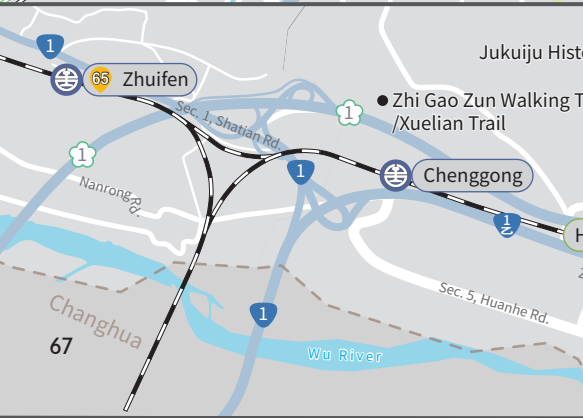 1
Jukuiju Histo
65 Zhuifen
Zhi Gao Zun Walking T
/Xuelian Trail
1
Sec. 1, Shatian Rd.
1
1
Chenggong
Nanrong Rd.
1乙
H
Sec. 5, Huanhe Rd.
Changhua
1
67
Wu River